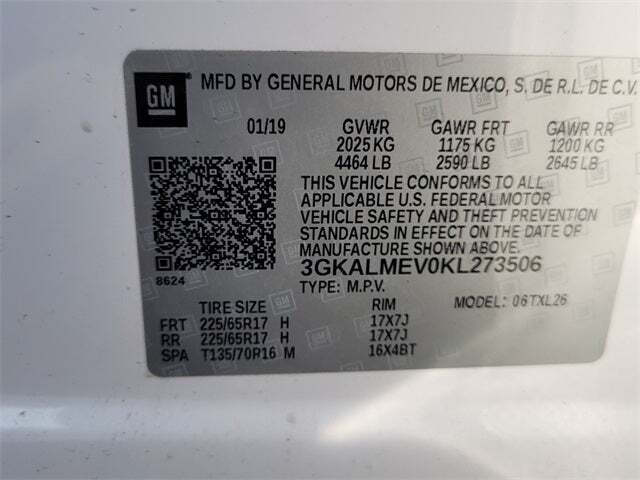 GM
MFD BY GENERAL MOTORS DE MEXICO, S. DE R.L. DE C.V.
01/19 GVWR GAWR FRT GAWR RR
2025 KG 1175 KG 1200 KG
4464 LB 2590 LB 2645 LB
THIS VEHICLE CONFORMS TO ALL
APPLICABLE U.S. FEDERAL MOTOR
VEHICLE SAFETY AND THEFT PREVENTION
STANDARDS IN EFFECT ON THE DATE OF
MANUFACTURE SHOWN ABOVE.
3GKALMEV0KL273506
8624
TYPE: M.P.V. MODEL: 06TXL26
TIRE SIZE RIM
FRT 225/65R17 H 17X7J
RR 225/65R17 H 17X7J
SPA T135/70R16 M 16X4BT